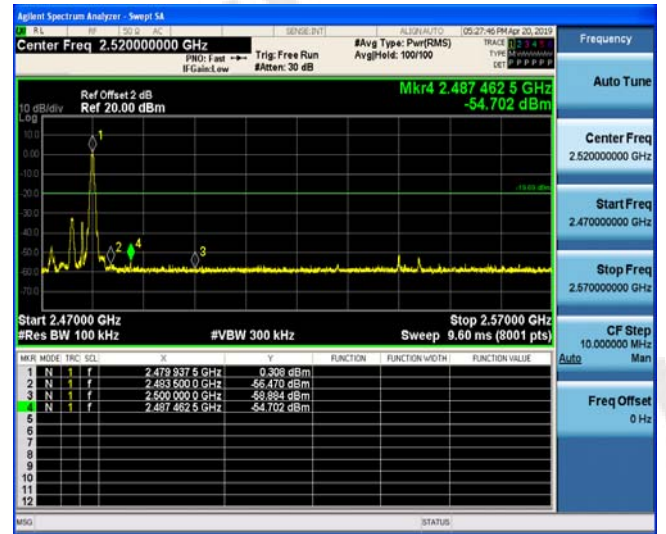 Agilent Spectrum Analyzer - Swept SA
RL RF 50 Ω AC SENSE:INT ALIGNAUTO 05:27:46 PM Apr 20, 2019
Center Freq 2.520000000 GHz
PNO: Fast
IFGain:Low
Trig: Free Run
#Atten: 30 dB
#Avg Type: Pwr(RMS)
Avg|Hold: 100/100
TRACE 1 2 3 4 5 6
TYPE
DET P P P P P P
Frequency
Ref Offset 2 dB
Ref 20.00 dBm
10 dB/div
Log
Mkr4 2.487 462 5 GHz
-54.702 dBm
10.0
0.00
-10.0
-20.0
-30.0
-40.0
-50.0
-60.0
-70.0
1
2
4
3
Start 2.47000 GHz
Stop 2.57000 GHz
#Res BW 100 kHz
#VBW 300 kHz
Sweep 9.60 ms (8001 pts)
MKR MODE TRC SCL X Y FUNCTION FUNCTION WIDTH FUNCTION VALUE
1 N 1 f 2.479 937 5 GHz 0.308 dBm
2 N 1 f 2.483 500 0 GHz -56.470 dBm
3 N 1 f 2.500 000 0 GHz -58.884 dBm
4 N 1 f 2.487 462 5 GHz -54.702 dBm
5
6
7
8
9
10
11
12
MSG
STATUS
Auto Tune
Center Freq
2.520000000 GHz
Start Freq
2.470000000 GHz
Stop Freq
2.570000000 GHz
CF Step
10.000000 MHz
Auto Man
Freq Offset
0 Hz